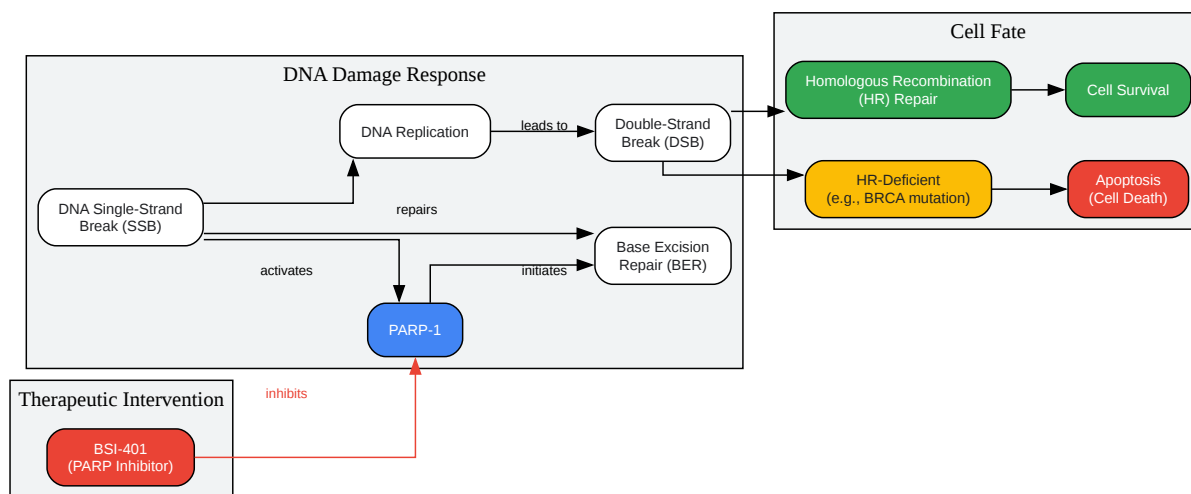 Cell Fate
Homologous Recombination
(HR) Repair
Cell Survival
DNA Damage Response
DNA Replication
leads to
Double-Strand
Break (DSB)
HR-Deficient
(e.g., BRCA mutation)
Apoptosis
(Cell Death)
DNA Single-Strand
Break (SSB)
repairs
Base Excision
Repair (BER)
activates
initiates
PARP-1
Therapeutic Intervention
inhibits
BSI-401
(PARP Inhibitor)